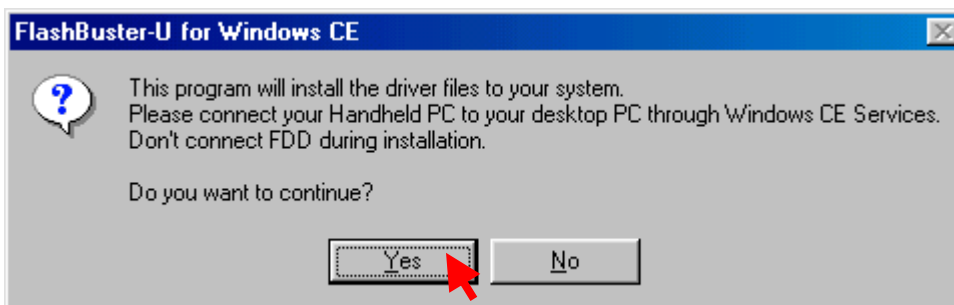 FlashBuster-U for Windows CE
This program will install the driver files to your system.
Please connect your Handheld PC to your desktop PC through Windows CE Services.
Don't connect FDD during installation.
Do you want to continue?
Yes
No